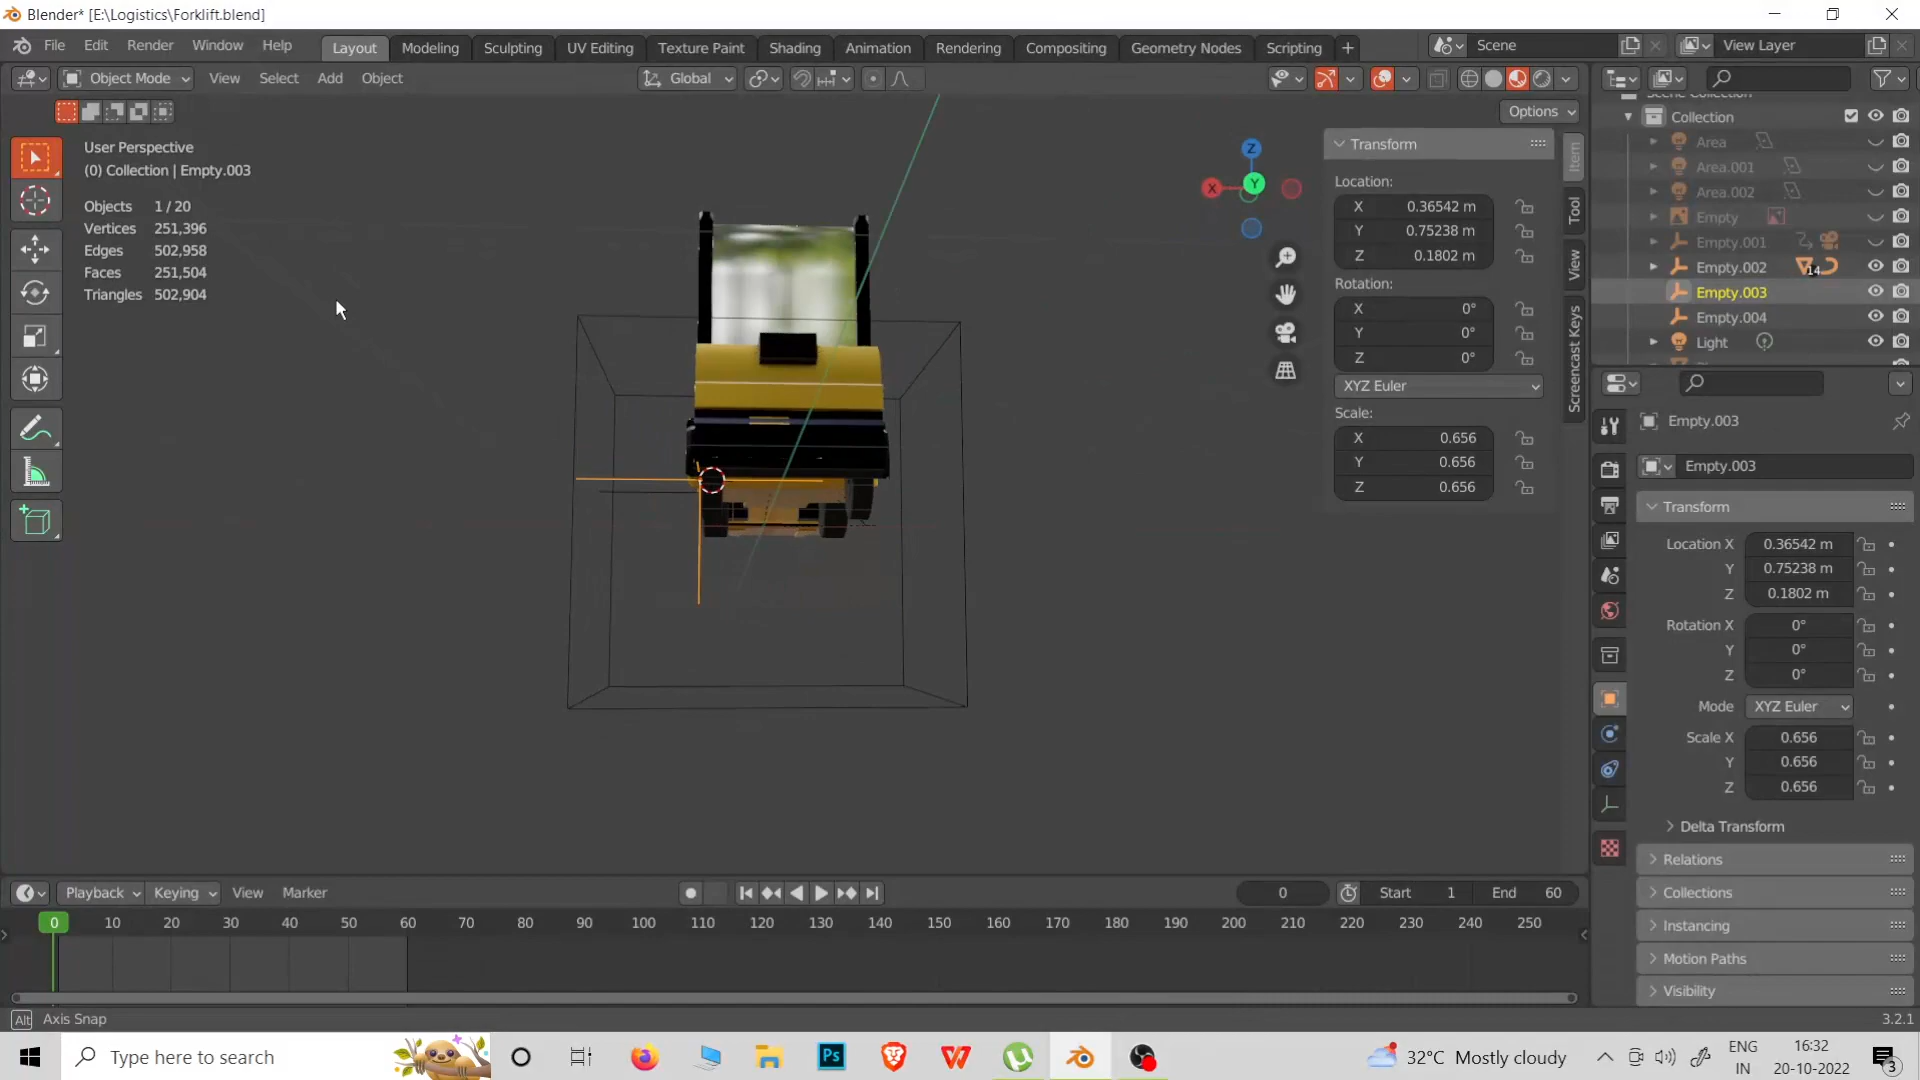 Blender* [E:\Logistics\Forklift.blend]
File Edit Render Window Help Layout Modeling Sculpting UV Editing Texture Paint Shading Animation Rendering Compositing Geometry Nodes Scripting + Scene View Layer
Object Mode View Select Add Object Global
Options
User Perspective
(0) Collection | Empty.003
Objects 1 / 20
Vertices 251,396
Edges 502,958
Faces 251,504
Triangles 502,904
Z
X
Y
Transform
Location:
X 0.36542 m
Y 0.75238 m
Z 0.1802 m
Rotation:
X 0°
Y 0°
Z 0°
XYZ Euler
Scale:
X 0.656
Y 0.656
Z 0.656
Item
Tool
View
Screencast Keys
Scene Collection
Collection
Area
Area.001
Area.002
Empty
Empty.001
Empty.002 14
Empty.003
Empty.004
Light
Empty.003
Empty.003
Transform
Location X 0.36542 m
Y 0.75238 m
Z 0.1802 m
Rotation X 0°
Y 0°
Z 0°
Mode XYZ Euler
Scale X 0.656
Y 0.656
Z 0.656
Delta Transform
Relations
Collections
Instancing
Motion Paths
Visibility
Playback Keying View Marker 0 Start 1 End 60
0 10 20 30 40 50 60 70 80 90 100 110 120 130 140 150 160 170 180 190 200 210 220 230 240 250
Alt Axis Snap 3.2.1
Type here to search
Ps
32°C Mostly cloudy
ENG
IN
16:32
20-10-2022
3